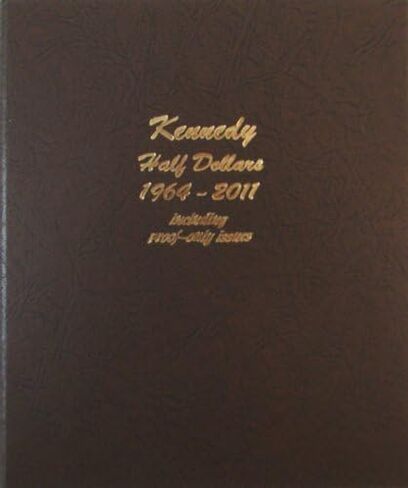 Kennedy
Half Dollars
1964 - 2011
including
proof-only issues